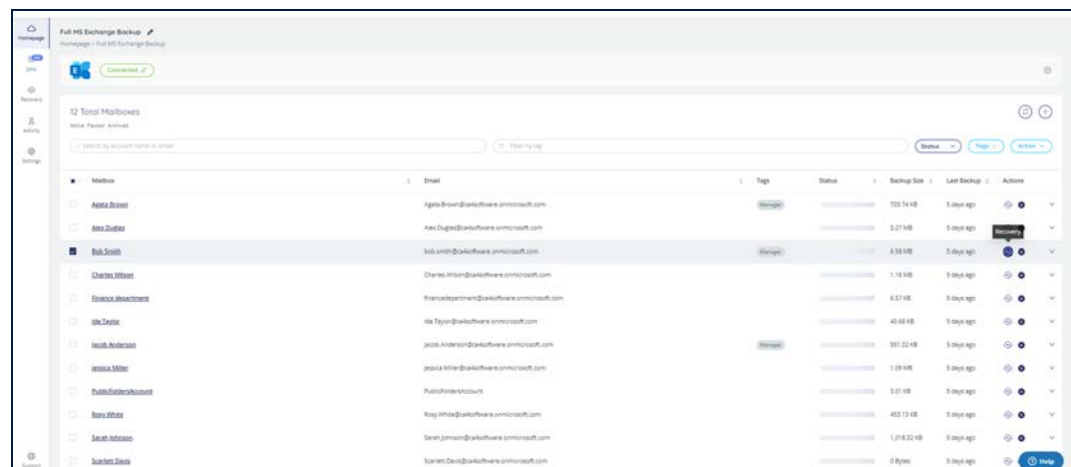 Full MS Exchange Backup
Homepage > Full MS Exchange Backup
Homepage
Jobs
Recovery
Activity
Settings
Support
Connected
12 Total Mailboxes
Active Paused Archived
Search by account name or email
Filter by tag
Status
Tags
Action
Mailbox Email Tags Status Backup Size Last Backup Actions
Agata Brown Agata.Brown@ca4software.onmicrosoft.com Manager 703.74 KB 5 days ago
Alex Dugles Alex.Dugles@ca4software.onmicrosoft.com 3.27 MB 5 days ago
Recovery
Bob Smith bob.smith@ca4software.onmicrosoft.com Manager 6.58 MB 5 days ago
Charles Wilson Charles.Wilson@ca4software.onmicrosoft.com 1.16 MB 5 days ago
Finance department financedepartment@ca4software.onmicrosoft.com 6.57 KB 5 days ago
Ida Taylor Ida.Taylor@ca4software.onmicrosoft.com 40.68 KB 5 days ago
Jacob Anderson Jacob.Anderson@ca4software.onmicrosoft.com Manager 501.02 KB 5 days ago
Jessica Miller Jessica.Miller@ca4software.onmicrosoft.com 1.09 MB 5 days ago
PublicFoldersAccount PublicFoldersAccount 3.01 KB 5 days ago
Roxy White Roxy.White@ca4software.onmicrosoft.com 453.13 KB 5 days ago
Sarah Johnson Sarah.Johnson@ca4software.onmicrosoft.com 1,018.32 KB 5 days ago
Scarlett Davis Scarlett.Davis@ca4software.onmicrosoft.com 0 Bytes 5 days ago
Help